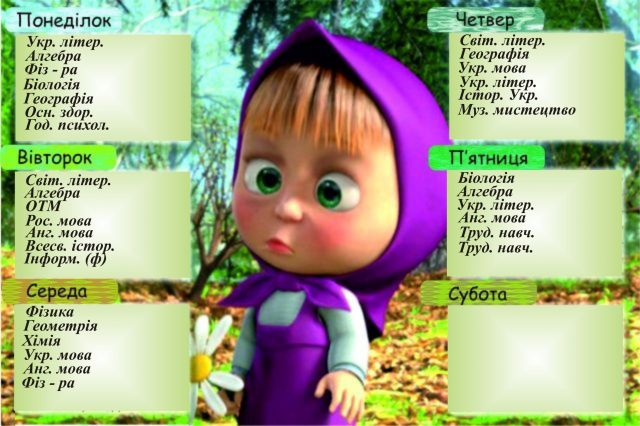 Понеділок
Укр. літер.
Алгебра
Фіз - ра
Біологія
Географія
Осн. здор.
Год. психол.
Вівторок
Світ. літер.
Алгебра
ОТМ
Рос. мова
Анг. мова
Всесв. істор.
Інформ. (ф)
Середа
Фізика
Геометрія
Хімія
Укр. мова
Анг. мова
Фіз - ра
Четвер
Світ. літер.
Географія
Укр. мова
Укр. літер.
Істор. Укр.
Муз. мистецтво
П'ятниця
Біологія
Алгебра
Укр. літер.
Анг. мова
Труд. навч.
Труд. навч.
Субота